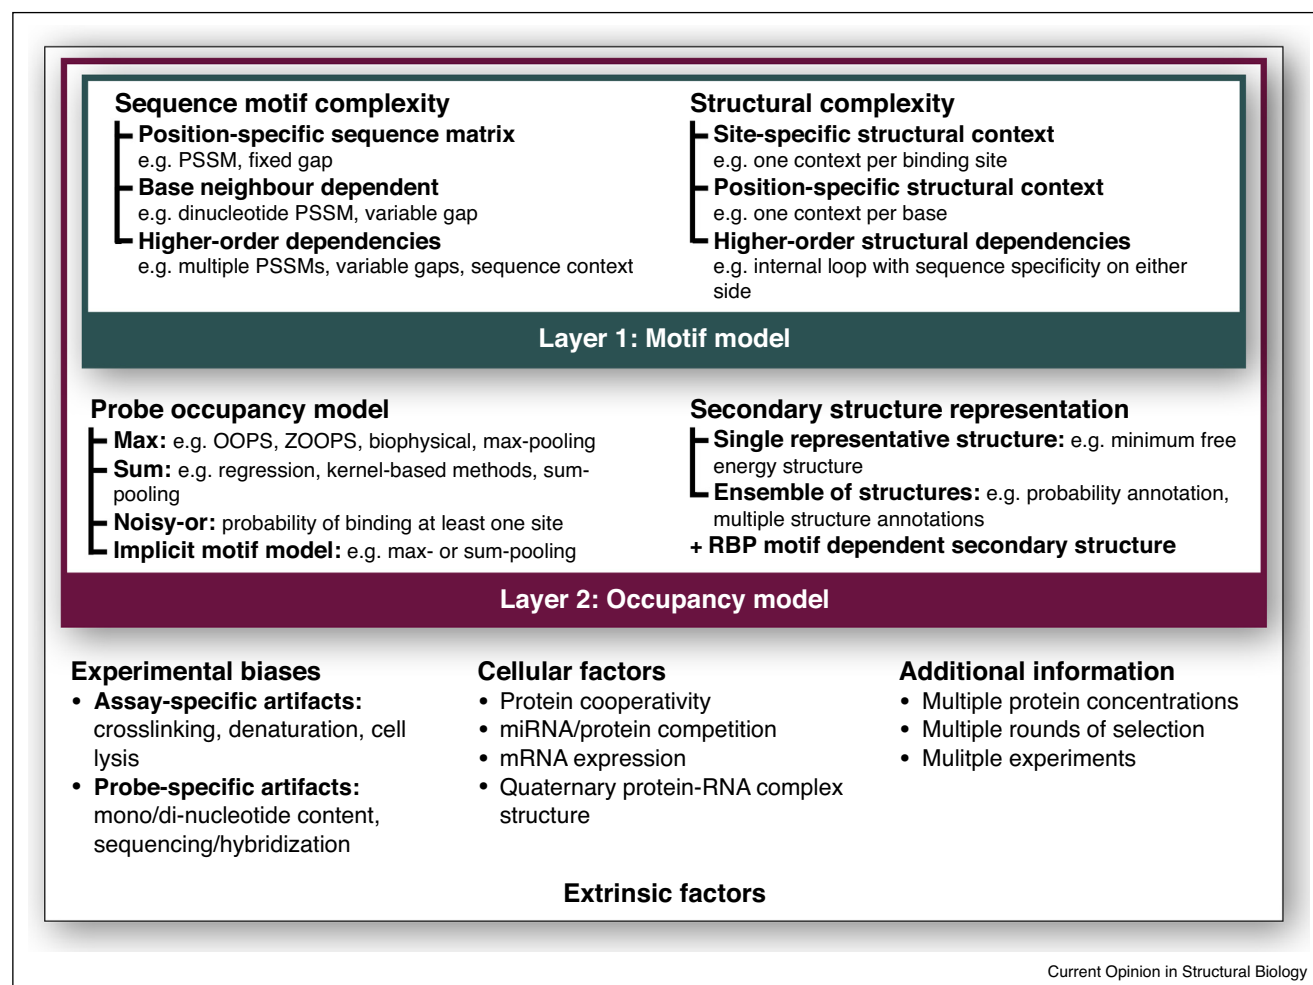 Sequence motif complexity
Position-specific sequence matrix
e.g. PSSM, fixed gap
Base neighbour dependent
e.g. dinucleotide PSSM, variable gap
Higher-order dependencies
e.g. multiple PSSMs, variable gaps, sequence context
Structural complexity
Site-specific structural context
e.g. one context per binding site
Position-specific structural context
e.g. one context per base
Higher-order structural dependencies
e.g. internal loop with sequence specificity on either
side
Layer 1: Motif model
Probe occupancy model
Max: e.g. OOPS, ZOOPS, biophysical, max-pooling
Sum: e.g. regression, kernel-based methods, sum-
pooling
Noisy-or: probability of binding at least one site
Implicit motif model: e.g. max- or sum-pooling
Secondary structure representation
Single representative structure: e.g. minimum free
energy structure
Ensemble of structures: e.g. probability annotation,
multiple structure annotations
+ RBP motif dependent secondary structure
Layer 2: Occupancy model
Experimental biases
• Assay-specific artifacts:
crosslinking, denaturation, cell
lysis
• Probe-specific artifacts:
mono/di-nucleotide content,
sequencing/hybridization
Cellular factors
• Protein cooperativity
• miRNA/protein competition
• mRNA expression
• Quaternary protein-RNA complex
structure
Additional information
• Multiple protein concentrations
• Multiple rounds of selection
• Mulitple experiments
Extrinsic factors
Current Opinion in Structural Biology